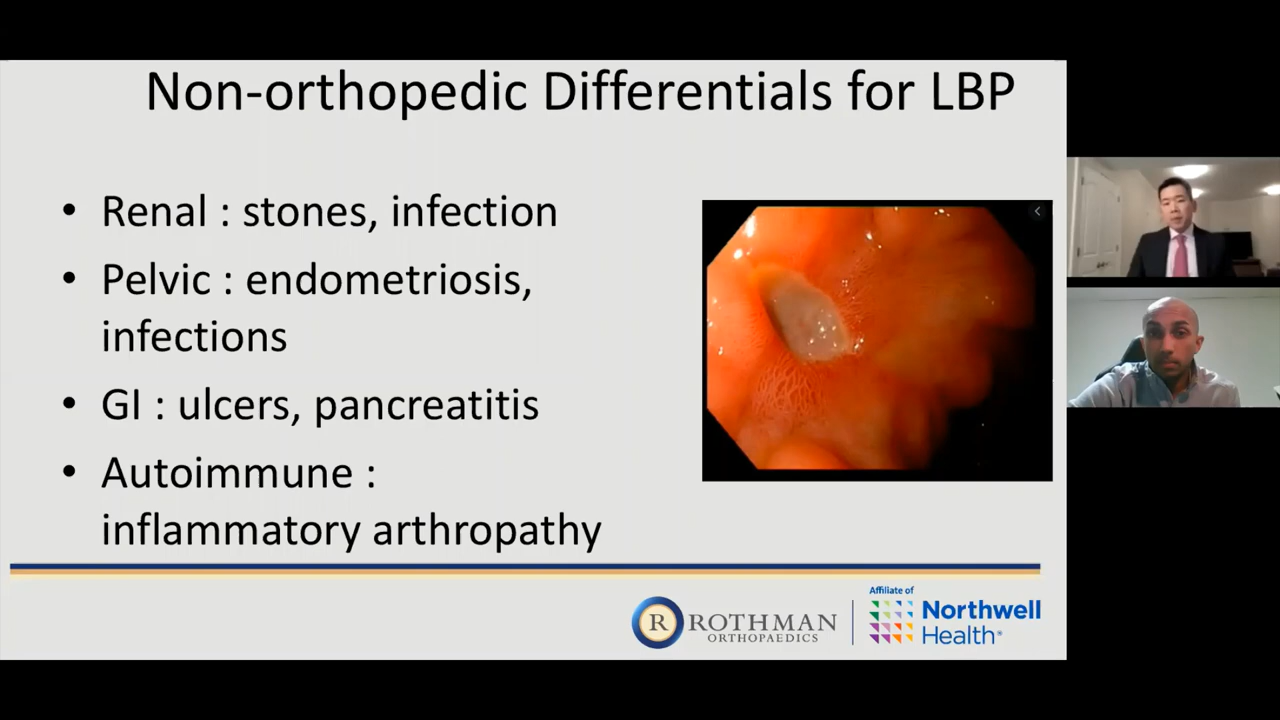 Non-orthopedic Differentials for LBP
• Renal : stones, infection
• Pelvic : endometriosis,
infections
• GI : ulcers, pancreatitis
• Autoimmune :
inflammatory arthropathy
R ROTHMAN
ORTHOPAEDICS
Affiliate of
Northwell
Health®